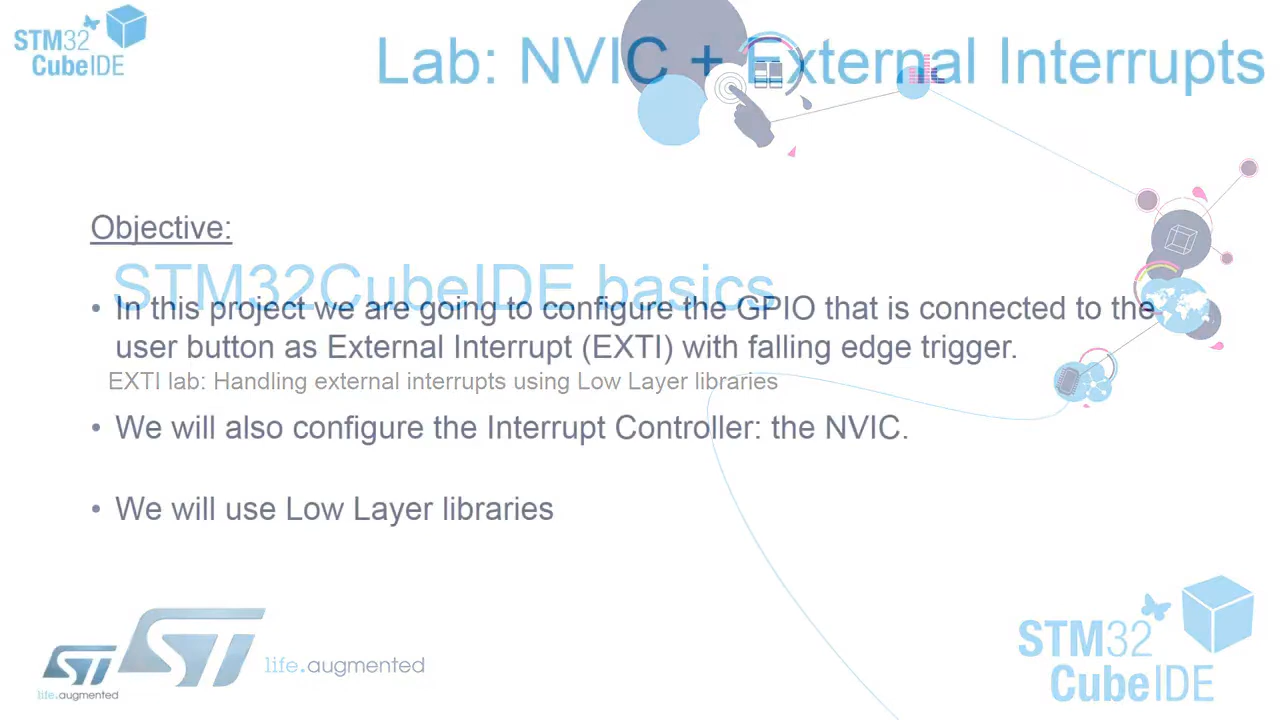 STM32
CubeIDE
Lab: NVIC + External Interrupts
Objective:
STM32CubeIDE basics
• In this project we are going to configure the GPIO that is connected to the
user button as External Interrupt (EXTI) with falling edge trigger.
EXTI lab: Handling external interrupts using Low Layer libraries
• We will also configure the Interrupt Controller: the NVIC.
• We will use Low Layer libraries
ST
life.augmented
ST
life.augmented
STM32
CubeIDE